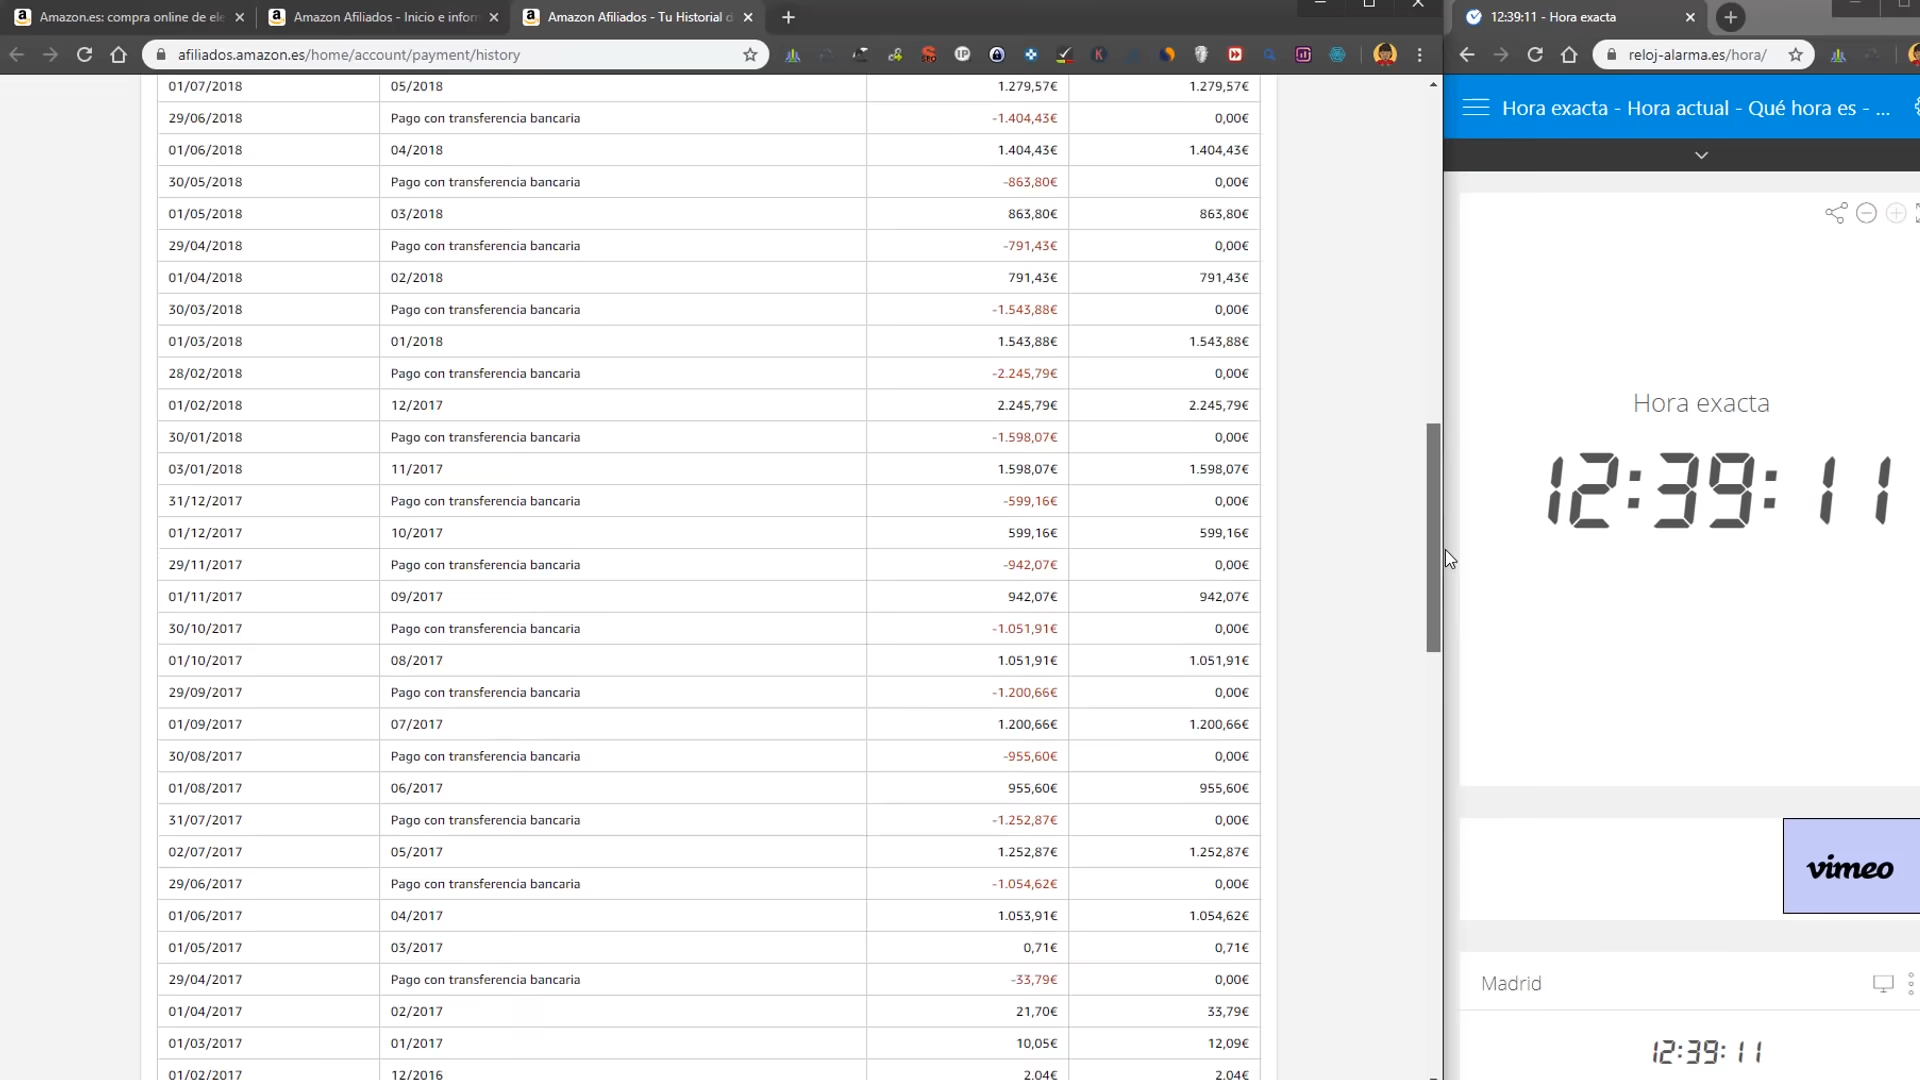 Amazon.es: compra online de ele
Amazon Afiliados - Inicio e inform
Amazon Afiliados - Tu Historial d
afiliados.amazon.es/home/account/payment/history
01/07/2018 05/2018 1.279,57€ 1.279,57€
29/06/2018 Pago con transferencia bancaria -1.404,43€ 0,00€
01/06/2018 04/2018 1.404,43€ 1.404,43€
30/05/2018 Pago con transferencia bancaria -863,80€ 0,00€
01/05/2018 03/2018 863,80€ 863,80€
29/04/2018 Pago con transferencia bancaria -791,43€ 0,00€
01/04/2018 02/2018 791,43€ 791,43€
30/03/2018 Pago con transferencia bancaria -1.543,88€ 0,00€
01/03/2018 01/2018 1.543,88€ 1.543,88€
28/02/2018 Pago con transferencia bancaria -2.245,79€ 0,00€
01/02/2018 12/2017 2.245,79€ 2.245,79€
30/01/2018 Pago con transferencia bancaria -1.598,07€ 0,00€
03/01/2018 11/2017 1.598,07€ 1.598,07€
31/12/2017 Pago con transferencia bancaria -599,16€ 0,00€
01/12/2017 10/2017 599,16€ 599,16€
29/11/2017 Pago con transferencia bancaria -942,07€ 0,00€
01/11/2017 09/2017 942,07€ 942,07€
30/10/2017 Pago con transferencia bancaria -1.051,91€ 0,00€
01/10/2017 08/2017 1.051,91€ 1.051,91€
29/09/2017 Pago con transferencia bancaria -1.200,66€ 0,00€
01/09/2017 07/2017 1.200,66€ 1.200,66€
30/08/2017 Pago con transferencia bancaria -955,60€ 0,00€
01/08/2017 06/2017 955,60€ 955,60€
31/07/2017 Pago con transferencia bancaria -1.252,87€ 0,00€
02/07/2017 05/2017 1.252,87€ 1.252,87€
29/06/2017 Pago con transferencia bancaria -1.054,62€ 0,00€
01/06/2017 04/2017 1.053,91€ 1.054,62€
01/05/2017 03/2017 0,71€ 0,71€
29/04/2017 Pago con transferencia bancaria -33,79€ 0,00€
01/04/2017 02/2017 21,70€ 33,79€
01/03/2017 01/2017 10,05€ 12,09€
01/02/2017 12/2016 2,04€ 2,04€
12:39:11 - Hora exacta
reloj-alarma.es/hora/
Hora exacta - Hora actual - Qué hora es - ...
Hora exacta
12:39:11
vimeo
Madrid
12:39:11